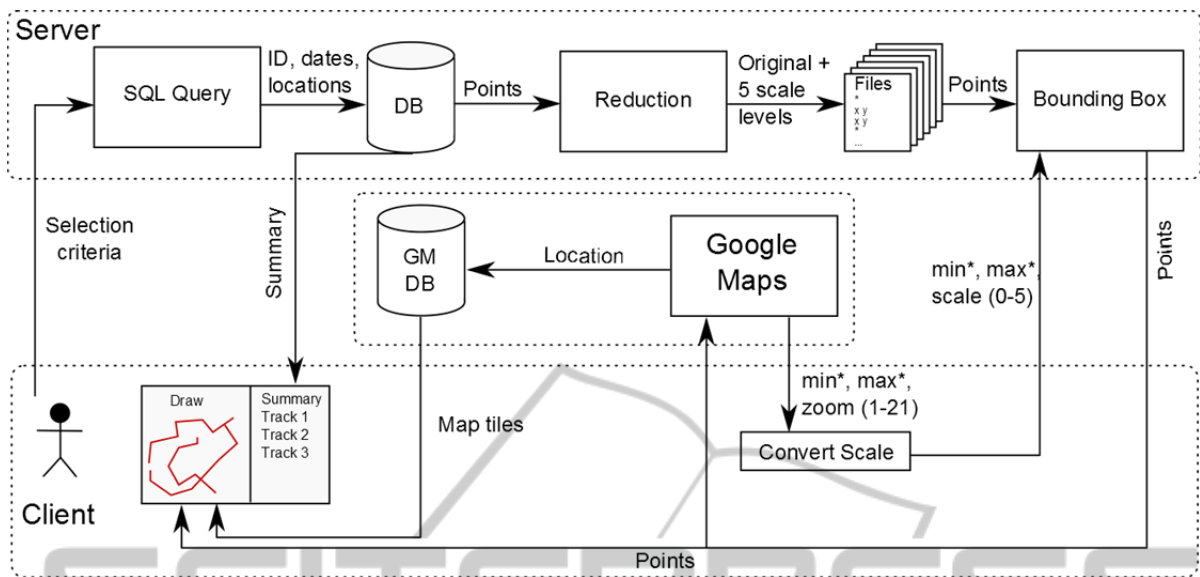 Server
SQL Query
ID, dates,
locations
DB
Points
Reduction
Original +
5 scale
levels
Files
*
x y
x y
*
...
Points
Bounding Box
Selection
criteria
Summary
GM
DB
Location
Google
Maps
min*, max*,
scale (0-5)
Points
min*, max*,
zoom (1-21)
Convert Scale
Map tiles
Draw
Summary
Track 1
Track 2
Track 3
Client
Points